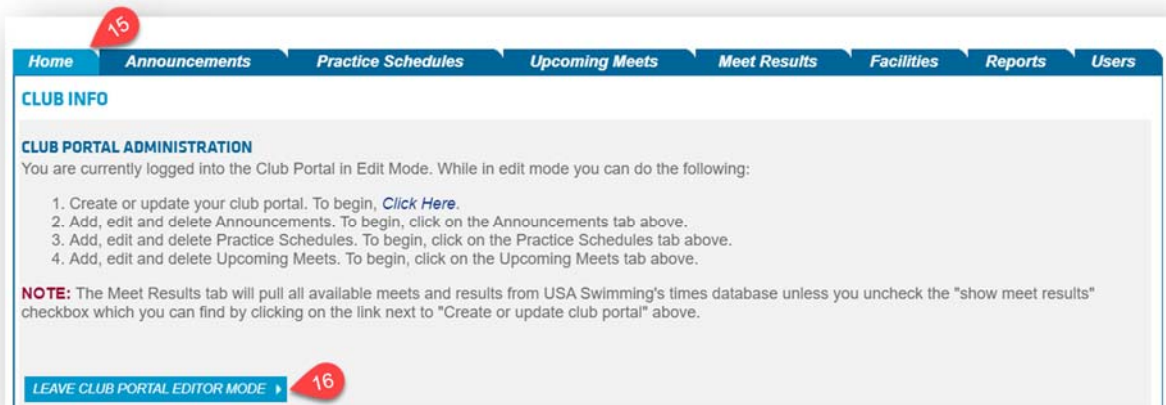 15
Home Announcements Practice Schedules Upcoming Meets Meet Results Facilities Reports Users
CLUB INFO
CLUB PORTAL ADMINISTRATION
You are currently logged into the Club Portal in Edit Mode. While in edit mode you can do the following:
1. Create or update your club portal. To begin, Click Here.
2. Add, edit and delete Announcements. To begin, click on the Announcements tab above.
3. Add, edit and delete Practice Schedules. To begin, click on the Practice Schedules tab above.
4. Add, edit and delete Upcoming Meets. To begin, click on the Upcoming Meets tab above.
NOTE: The Meet Results tab will pull all available meets and results from USA Swimming's times database unless you uncheck the "show meet results"
checkbox which you can find by clicking on the link next to "Create or update club portal" above.
LEAVE CLUB PORTAL EDITOR MODE
16